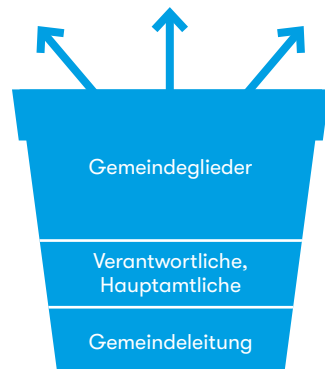 Gemeindeglieder
Verantwortliche,
Hauptamtliche
Gemeindeleitung